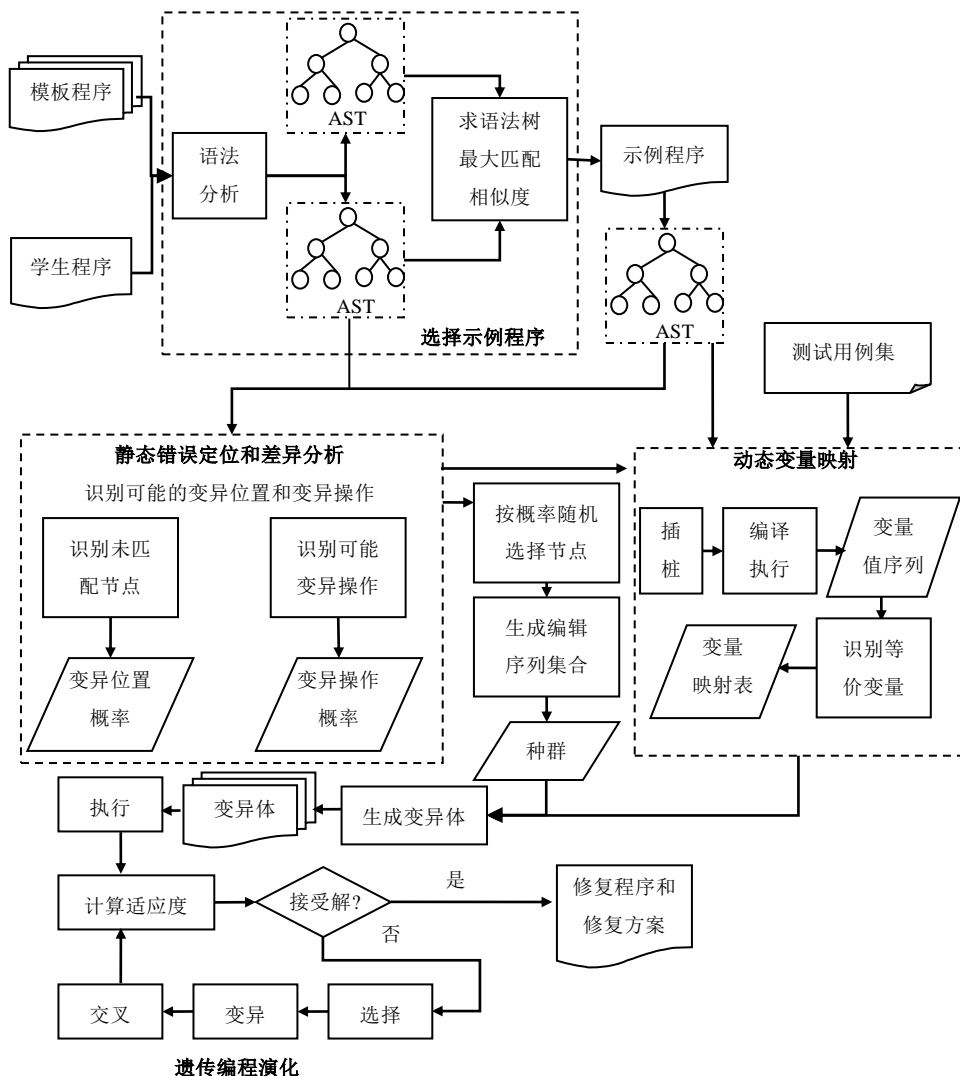 模板程序
学生程序
语法
分析
AST
AST
求语法树
最大匹配
相似度
选择示例程序
示例程序
AST
测试用例集
静态错误定位和差异分析
识别可能的变异位置和变异操作
识别未匹
配节点
识别可能
变异操作
变异位置
概率
变异操作
概率
按概率随机
选择节点
生成编辑
序列集合
种群
动态变量映射
插
桩
编译
执行
变量
值序列
识别等
价变量
变量
映射表
执行
变异体
生成变异体
计算适应度
接受解?
是
否
修复程序和
修复方案
交叉
变异
选择
遗传编程演化